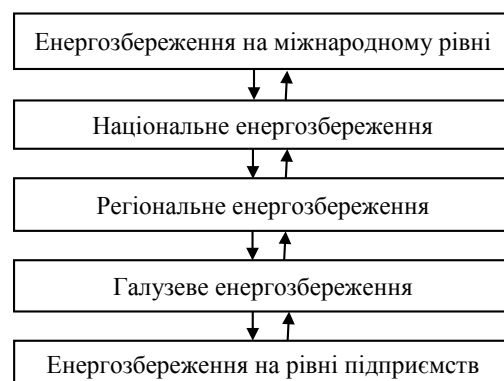 Енергозбереження на міжнародному рівні
Національне енергозбереження
Регіональне енергозбереження
Галузеве енергозбереження
Енергозбереження на рівні підприємств